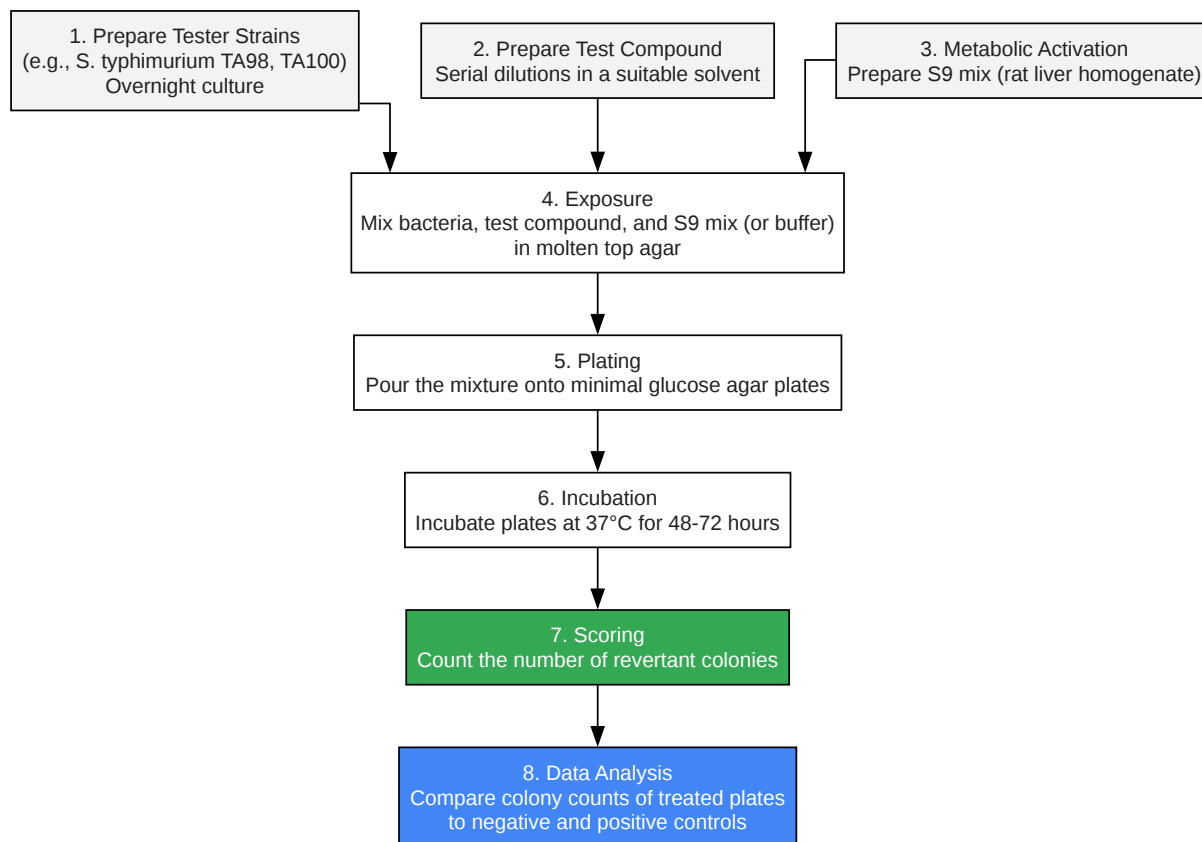 1. Prepare Tester Strains
(e.g., S. typhimurium TA98, TA100)
Overnight culture
2. Prepare Test Compound
Serial dilutions in a suitable solvent
3. Metabolic Activation
Prepare S9 mix (rat liver homogenate)
4. Exposure
Mix bacteria, test compound, and S9 mix (or buffer)
in molten top agar
5. Plating
Pour the mixture onto minimal glucose agar plates
6. Incubation
Incubate plates at 37°C for 48-72 hours
7. Scoring
Count the number of revertant colonies
8. Data Analysis
Compare colony counts of treated plates
to negative and positive controls